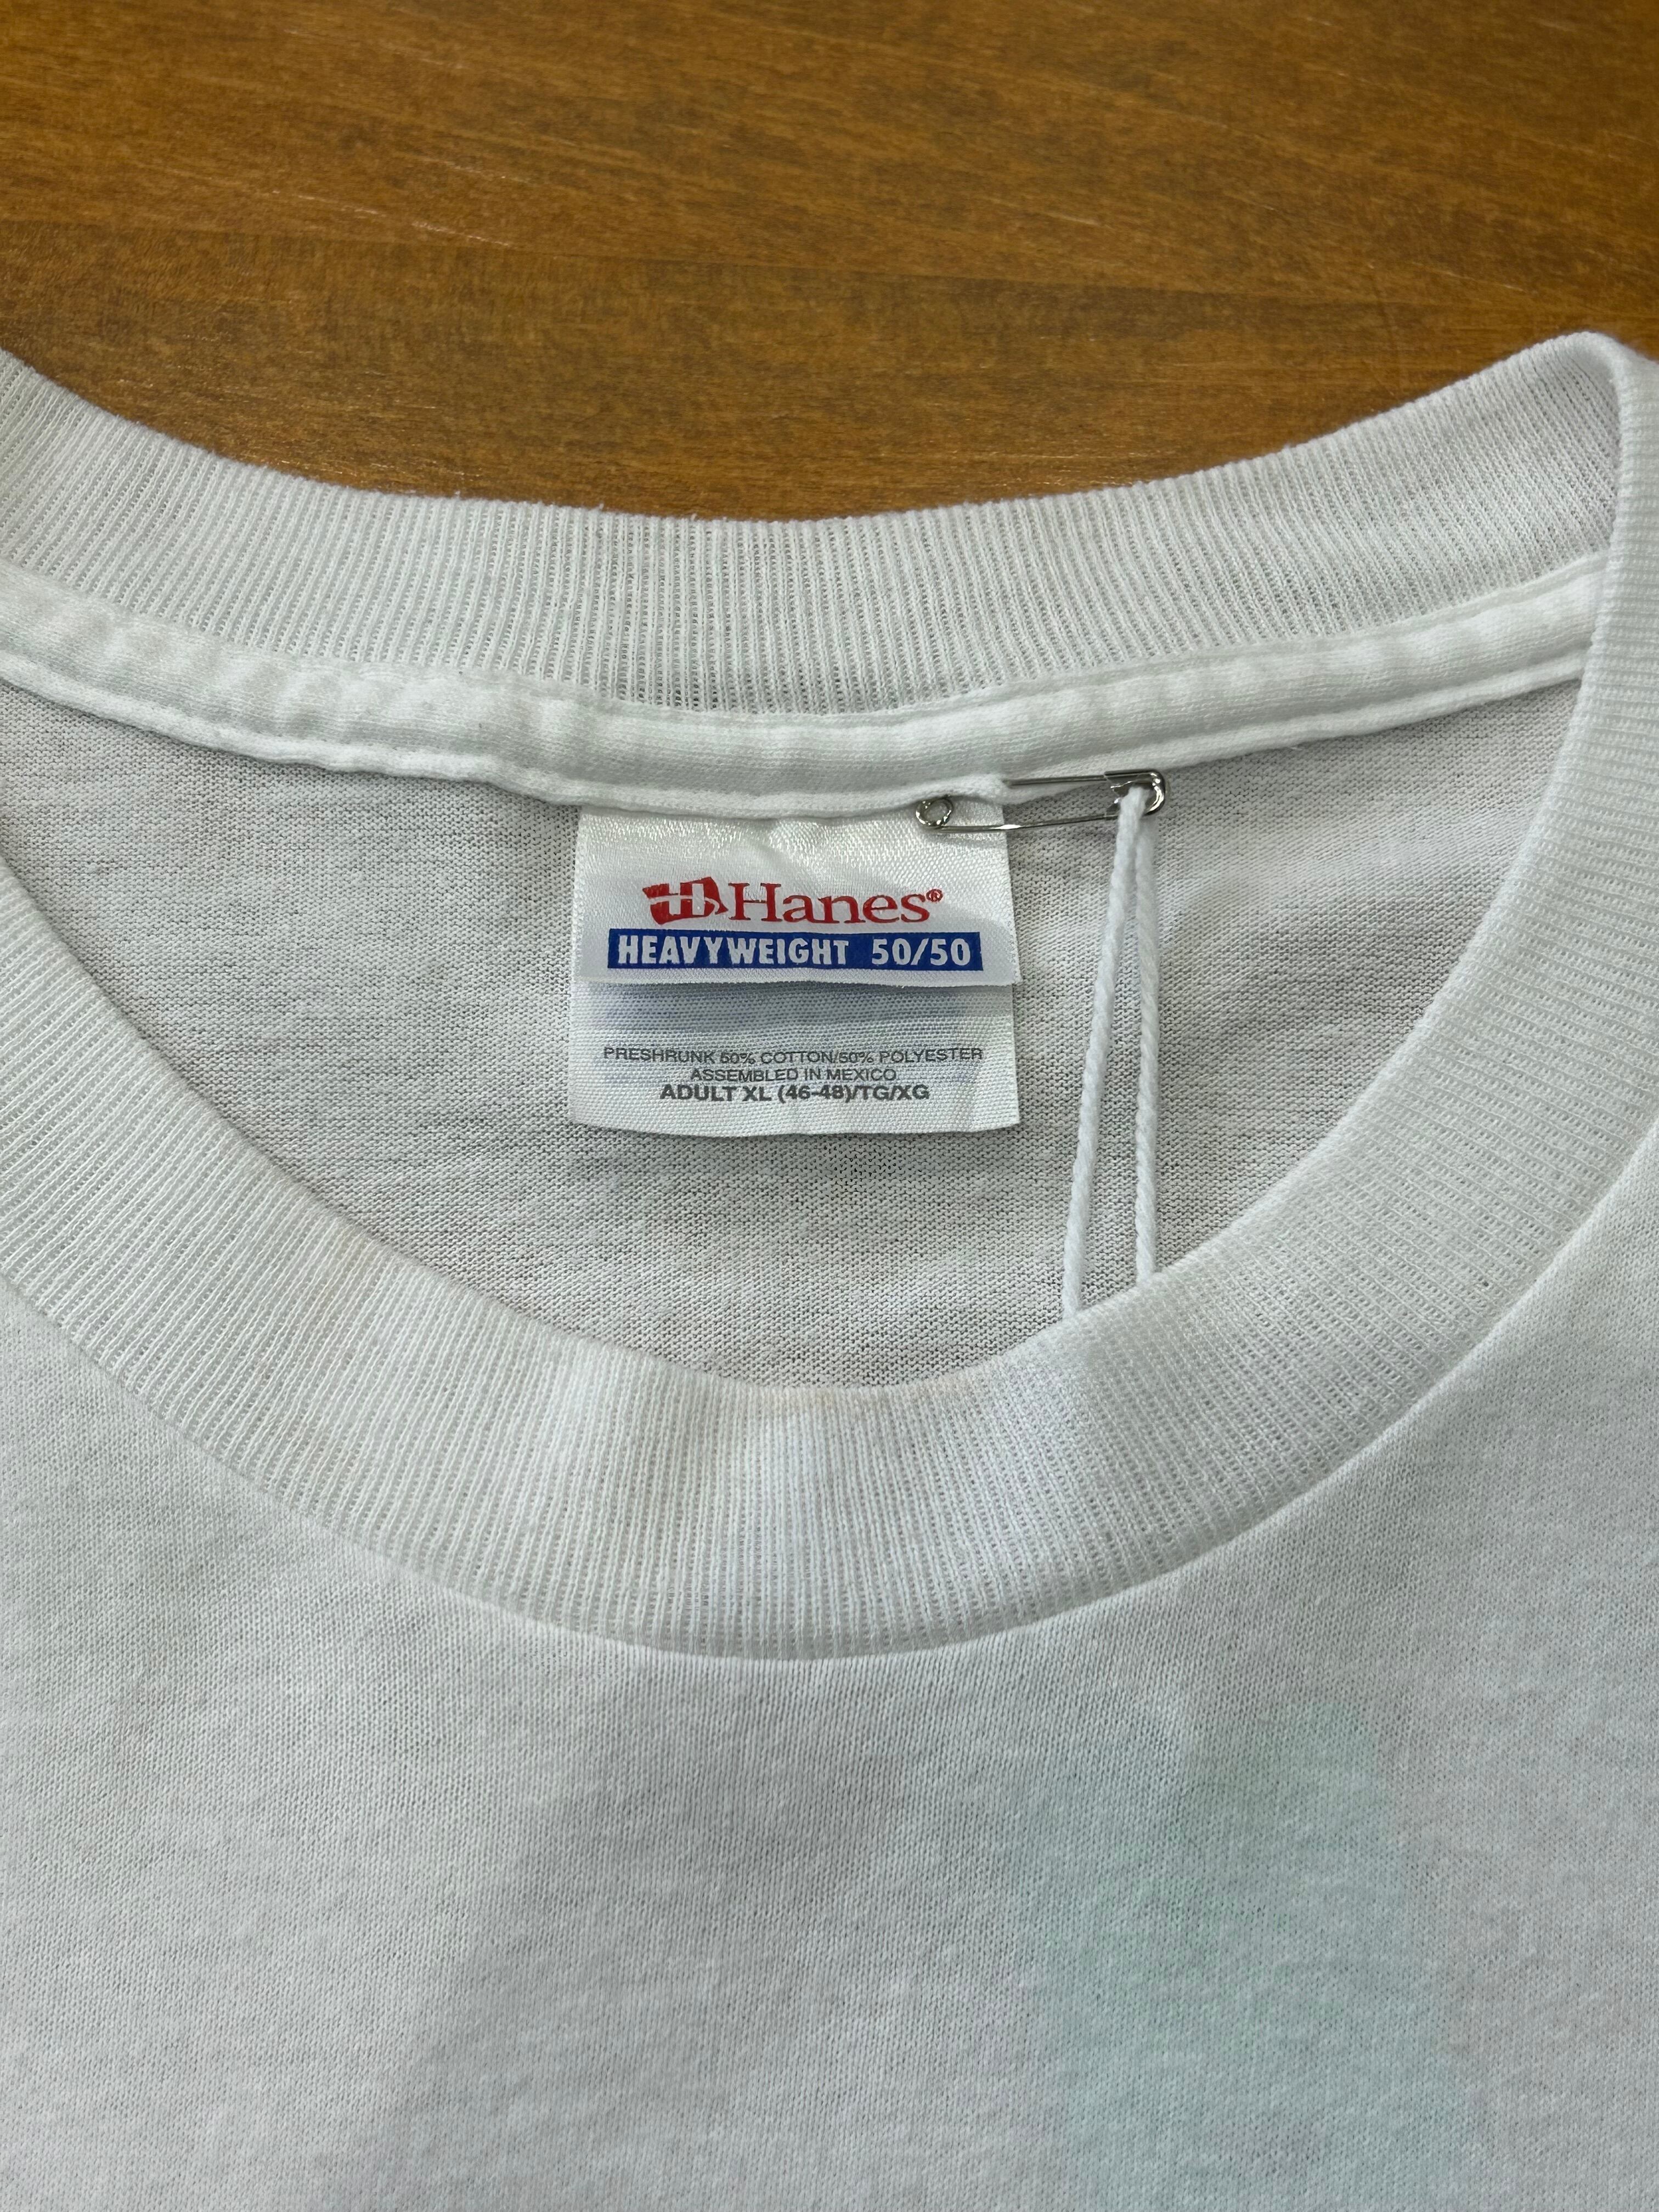 Hanes®
HEAVYWEIGHT 50/50
PRESHRUNK 50% COTTON/50% POLYESTER
ASSEMBLED IN MEXICO
ADULT XL (46-48)/TG/XG